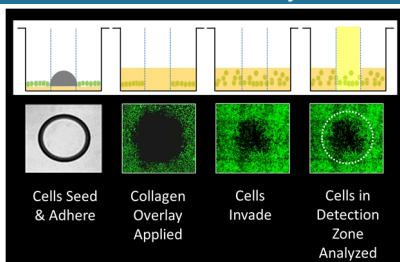 Cells Seed
& Adhere
Collagen
Overlay
Applied
Cells
Invade
Cells in
Detection
Zone
Analyzed